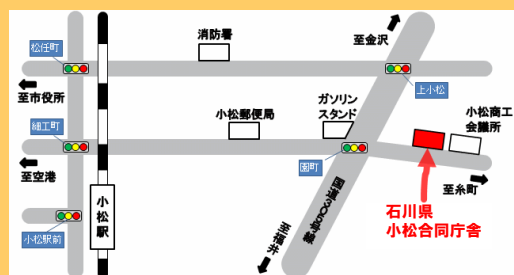 消防署
至金沢
松任町
上小松
至市役所
小松郵便局
ガソリン
スタンド
小松商工
会議所
細工町
園町
至空港
至糸町
小松駅
国道305号線
石川県
小松合同庁舎
小松駅前
至福井